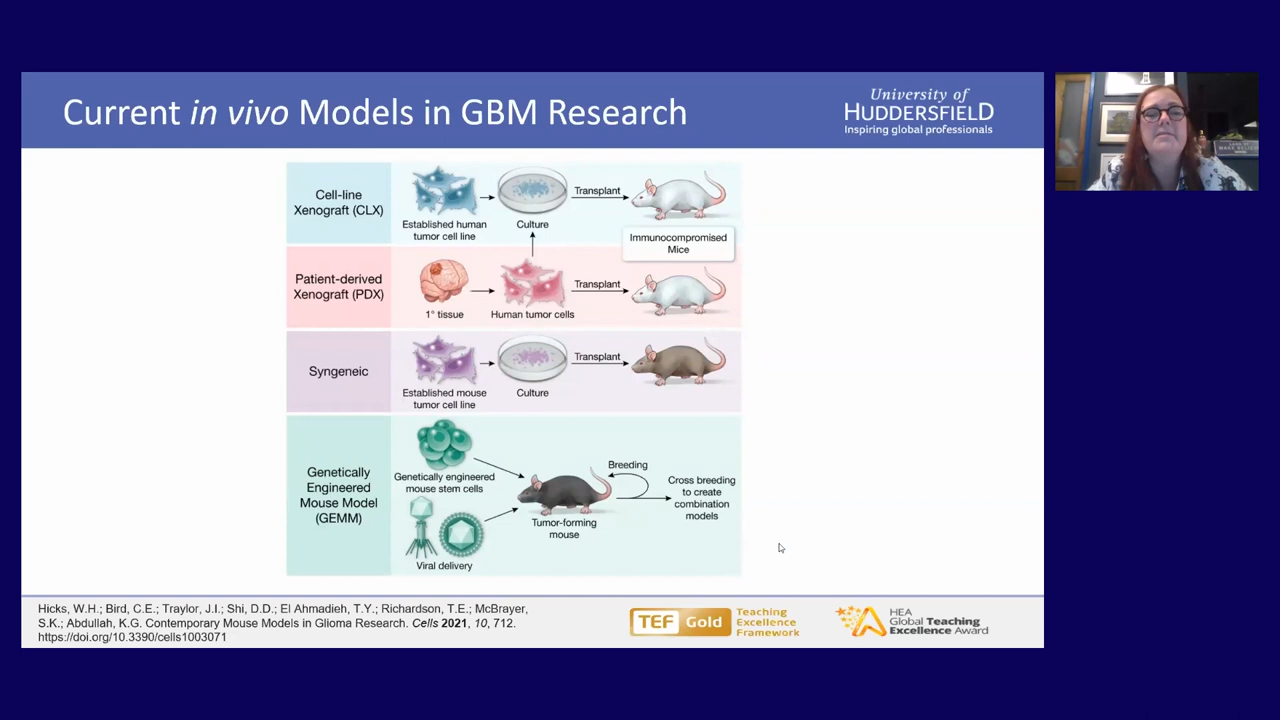 Current in vivo Models in GBM Research
University of
HUDDERSFIELD
Inspiring global professionals
Cell-line
Xenograft (CLX)
Established human
tumor cell line
Culture
Transplant
Immunocompromised
Mice
Patient-derived
Xenograft (PDX)
1° tissue
Human tumor cells
Transplant
Syngeneic
Established mouse
tumor cell line
Culture
Transplant
Genetically
Engineered
Mouse Model
(GEMM)
Genetically engineered
mouse stem cells
Viral delivery
Tumor-forming
mouse
Breeding
Cross breeding
to create
combination
models
Hicks, W.H.; Bird, C.E.; Traylor, J.I.; Shi, D.D.; El Ahmadieh, T.Y.; Richardson, T.E.; McBrayer,
S.K.; Abdullah, K.G. Contemporary Mouse Models in Glioma Research. Cells 2021, 10, 712.
https://doi.org/10.3390/cells1003071
TEF Gold
Teaching
Excellence
Framework
HEA
Global Teaching
Excellence Award